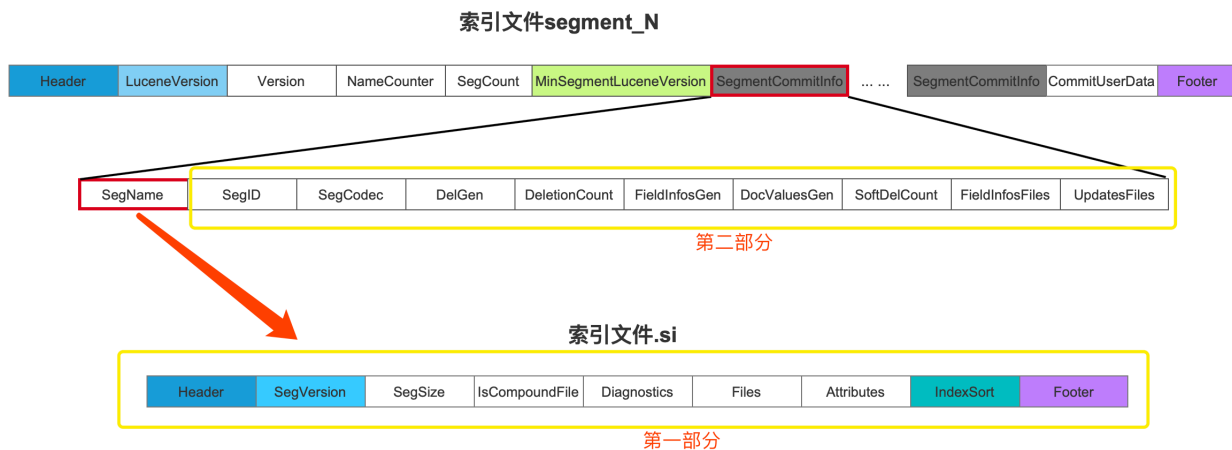 索引文件segment_N
Header LuceneVersion Version NameCounter SegCount MinSegmentLuceneVersion SegmentCommitInfo ... ... SegmentCommitInfo CommitUserData Footer
SegName SegID SegCodec DelGen DeletionCount FieldInfosGen DocValuesGen SoftDelCount FieldInfosFiles UpdatesFiles
第二部分
索引文件.si
Header SegVersion SegSize IsCompoundFile Diagnostics Files Attributes IndexSort Footer
第一部分